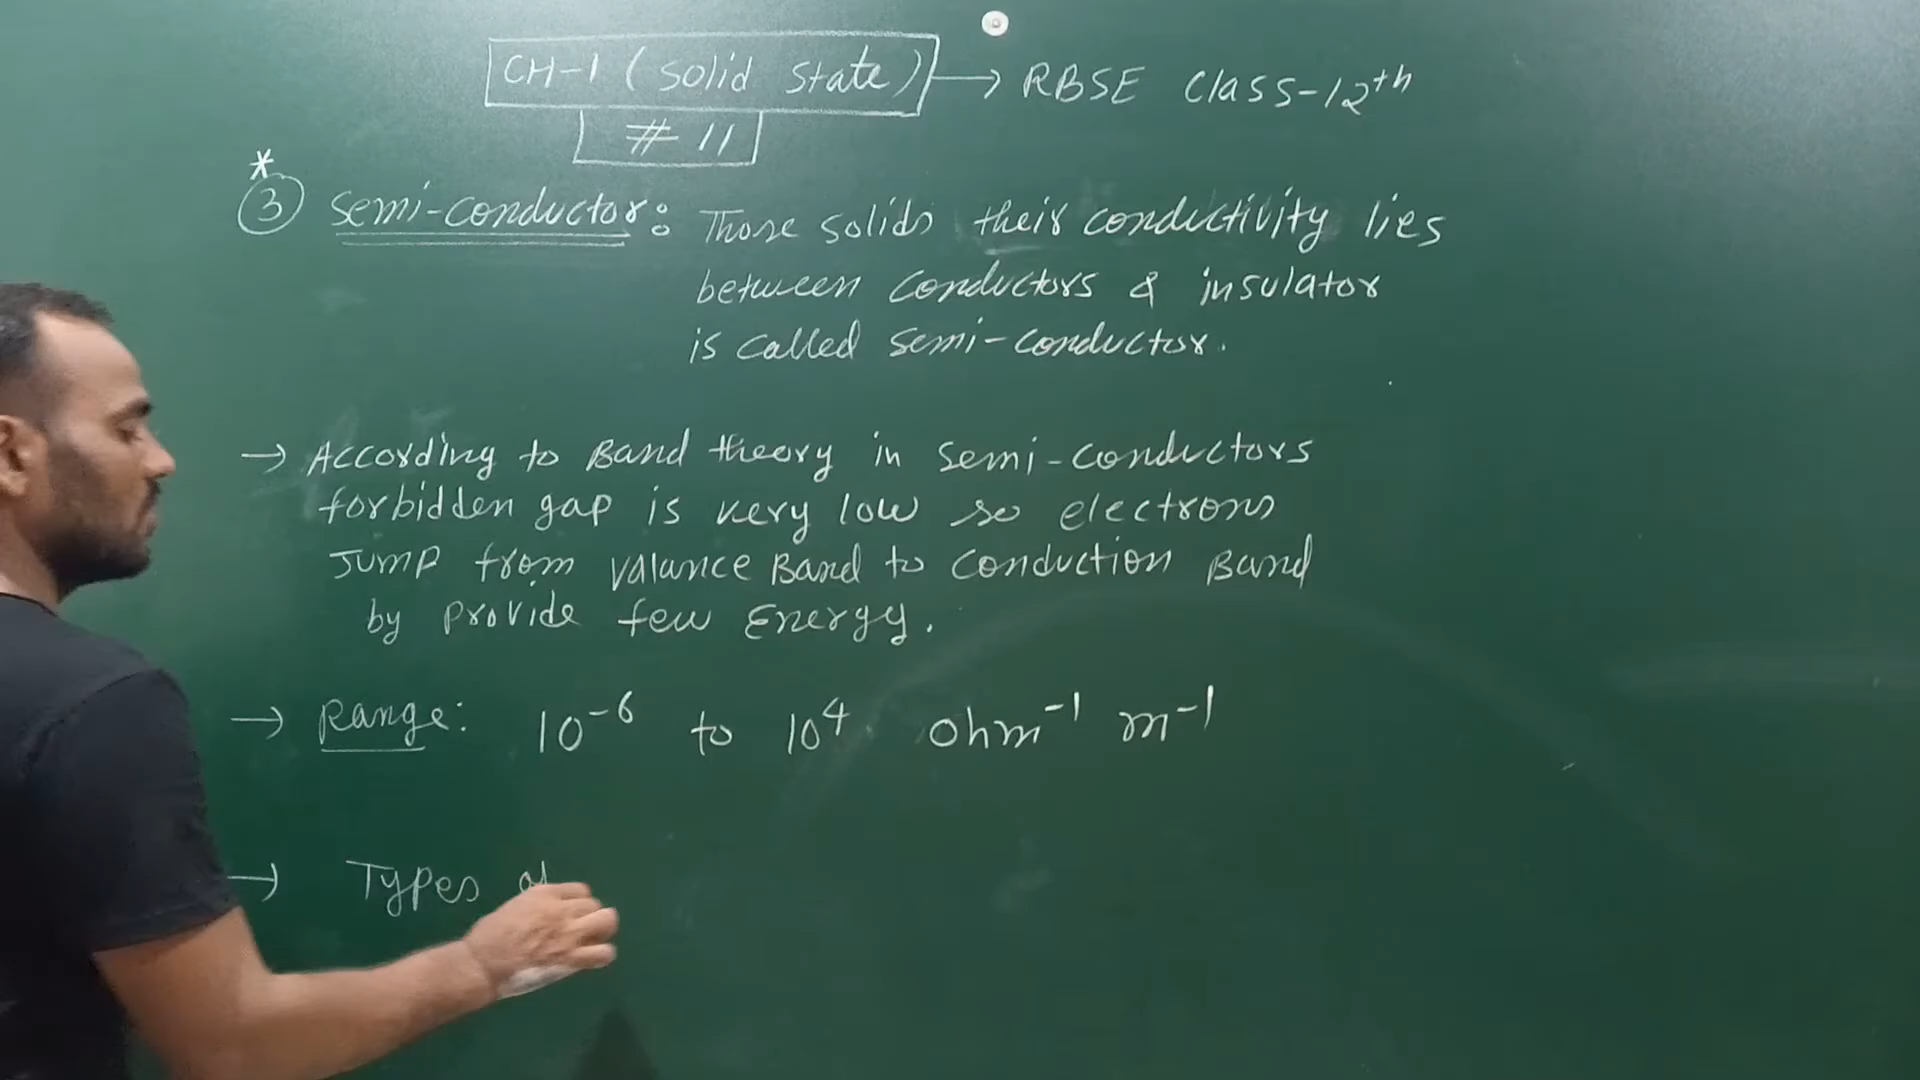 CH-1 (Solid State) → RBSE Class-12th
# 11
*
③ Semi-conductor: Those solids their conductivity lies
between conductors & insulator
is called semi-conductor.
→ According to Band theory in semi-conductors
forbidden gap is very low so electrons
Jump from valance Band to conduction Band
by provide few Energy.
→ Range: 10⁻⁶ to 10⁴ ohm⁻¹ m⁻¹
→ Types of